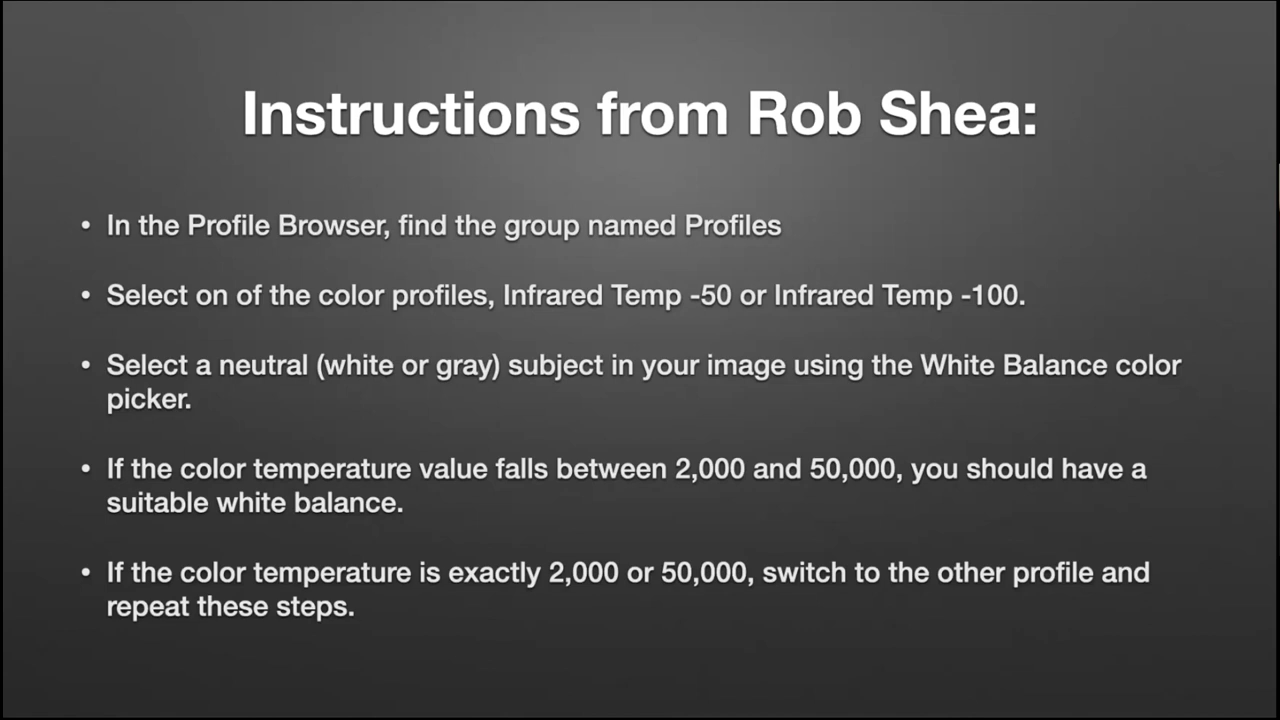 Instructions from Rob Shea:
• In the Profile Browser, find the group named Profiles
• Select on of the color profiles, Infrared Temp -50 or Infrared Temp -100.
• Select a neutral (white or gray) subject in your image using the White Balance color
picker.
• If the color temperature value falls between 2,000 and 50,000, you should have a
suitable white balance.
• If the color temperature is exactly 2,000 or 50,000, switch to the other profile and
repeat these steps.